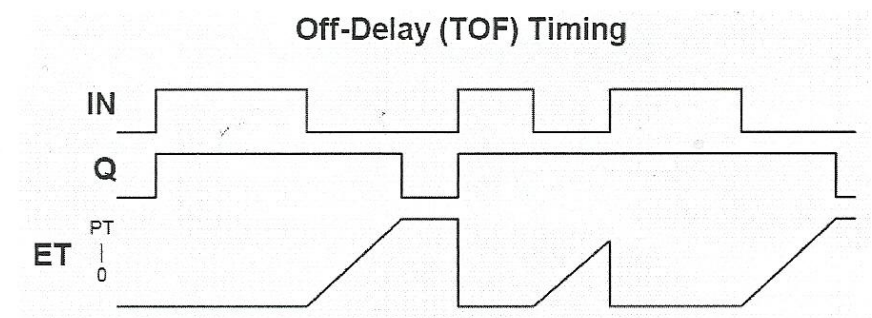 Off-Delay (TOF) Timing
IN
Q
PT
ET |
0